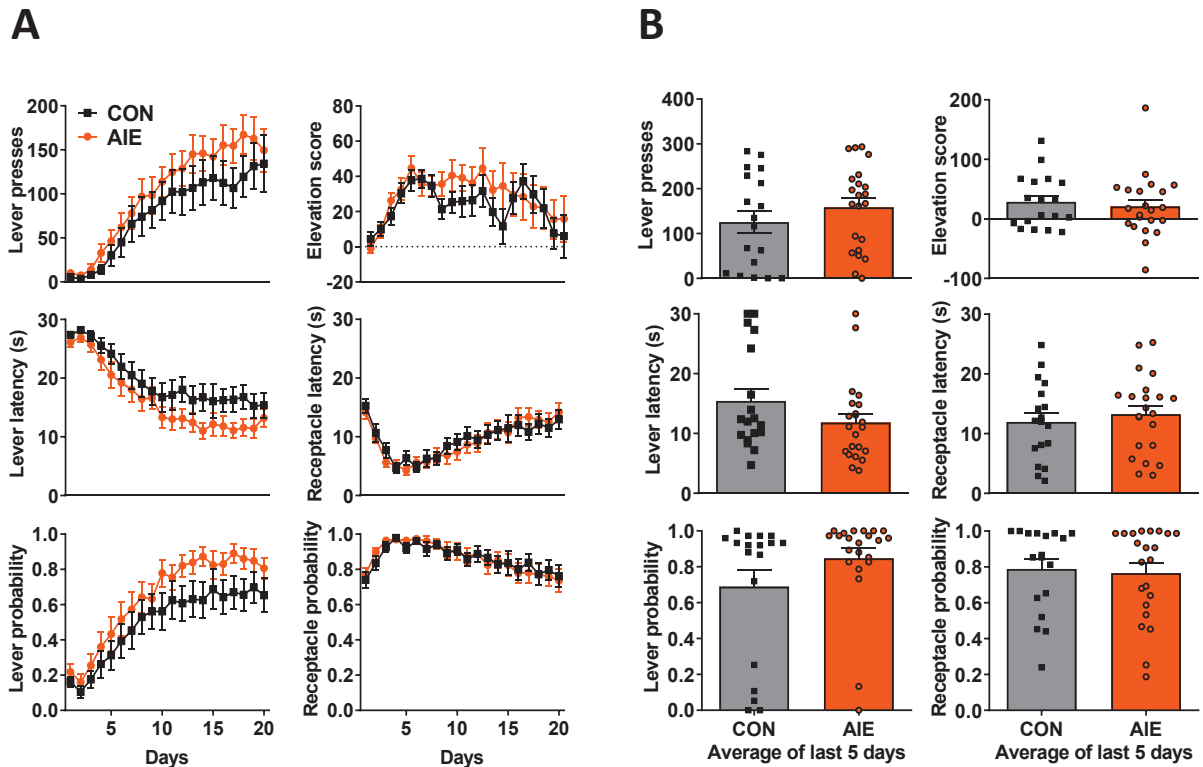 A
B
CON
AIE
Lever presses
200
150
100
50
0
Elevation score
80
60
40
20
0
-20
Lever presses
400
300
200
100
0
Elevation score
200
100
0
-100
Lever latency (s)
30
20
10
0
Receptacle latency (s)
30
20
10
0
Lever latency (s)
30
20
10
0
Receptacle latency (s)
30
20
10
0
Lever probability
1.0
0.8
0.6
0.4
0.2
0.0
5 10 15 20
Days
Receptacle probability
1.0
0.8
0.6
0.4
0.2
0.0
5 10 15 20
Days
Lever probability
1.0
0.8
0.6
0.4
0.2
0.0
CON AIE
Average of last 5 days
Receptacle probability
1.0
0.8
0.6
0.4
0.2
0.0
CON AIE
Average of last 5 days